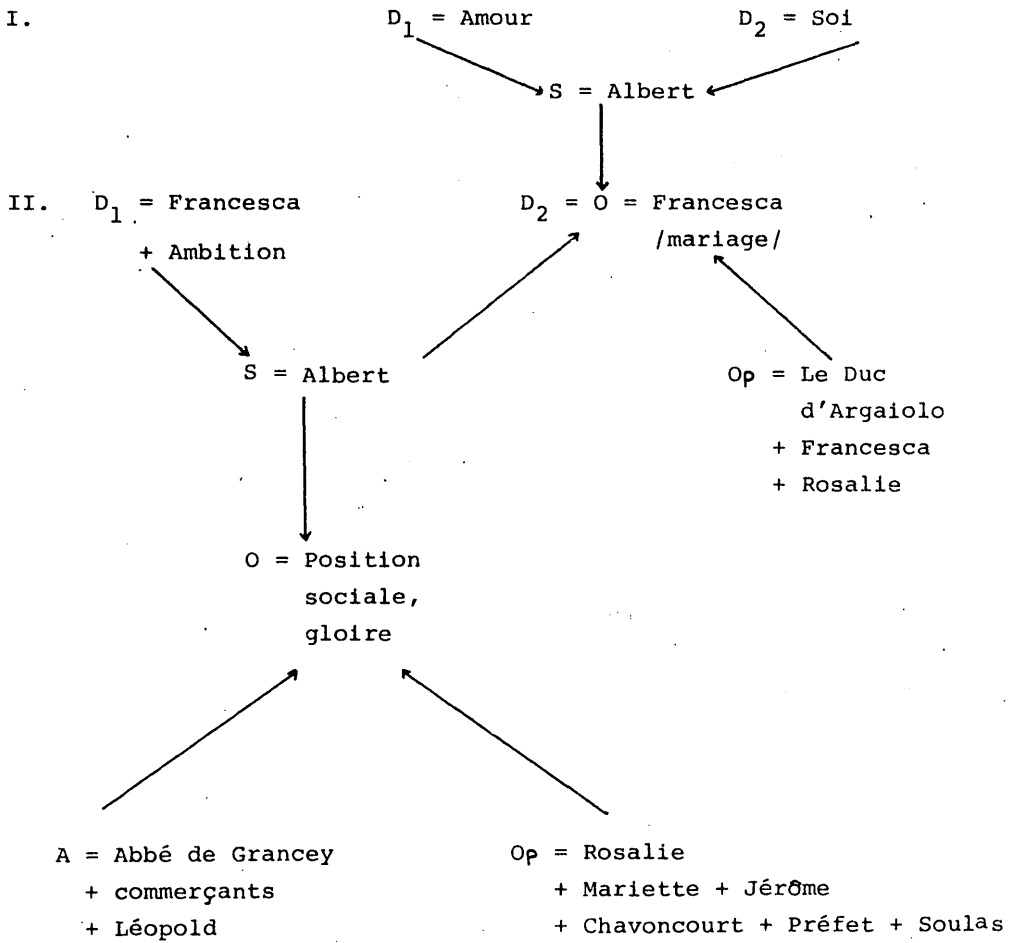 I. D1 = Amour D2 = Soi
S = Albert
II. D1 = Francesca D2 = O = Francesca
+ Ambition /mariage/
S = Albert Op = Le Duc
d'Argaiolo
+ Francesca
+ Rosalie
O = Position
sociale,
gloire
A = Abbé de Grancey Op = Rosalie
+ commerçants + Mariette + Jérôme
+ Léopold + Chavoncourt + Préfet + Soulas